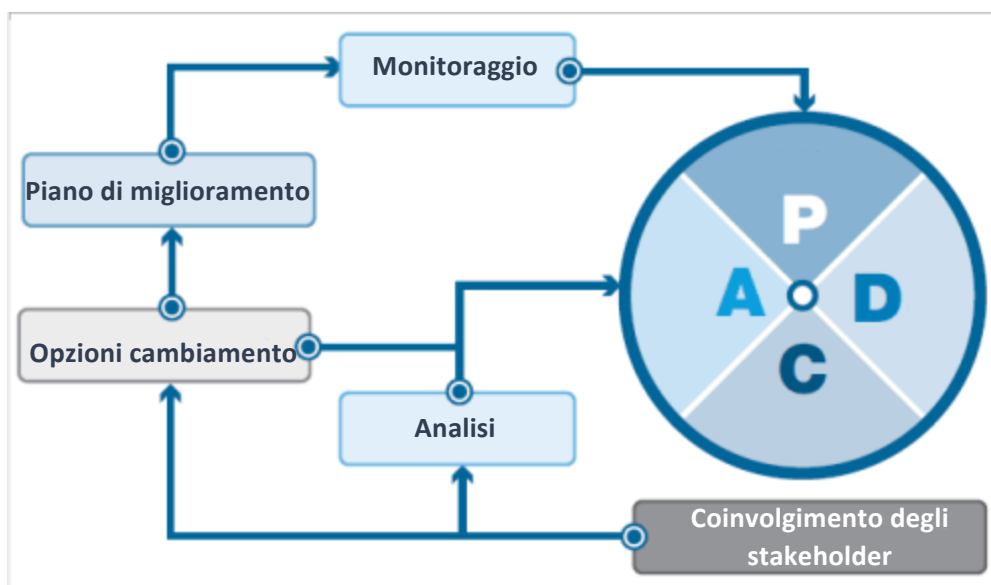 Monitoraggio
Piano di miglioramento
P
A
D
C
Opzioni cambiamento
Analisi
Coinvolgimento degli
stakeholder